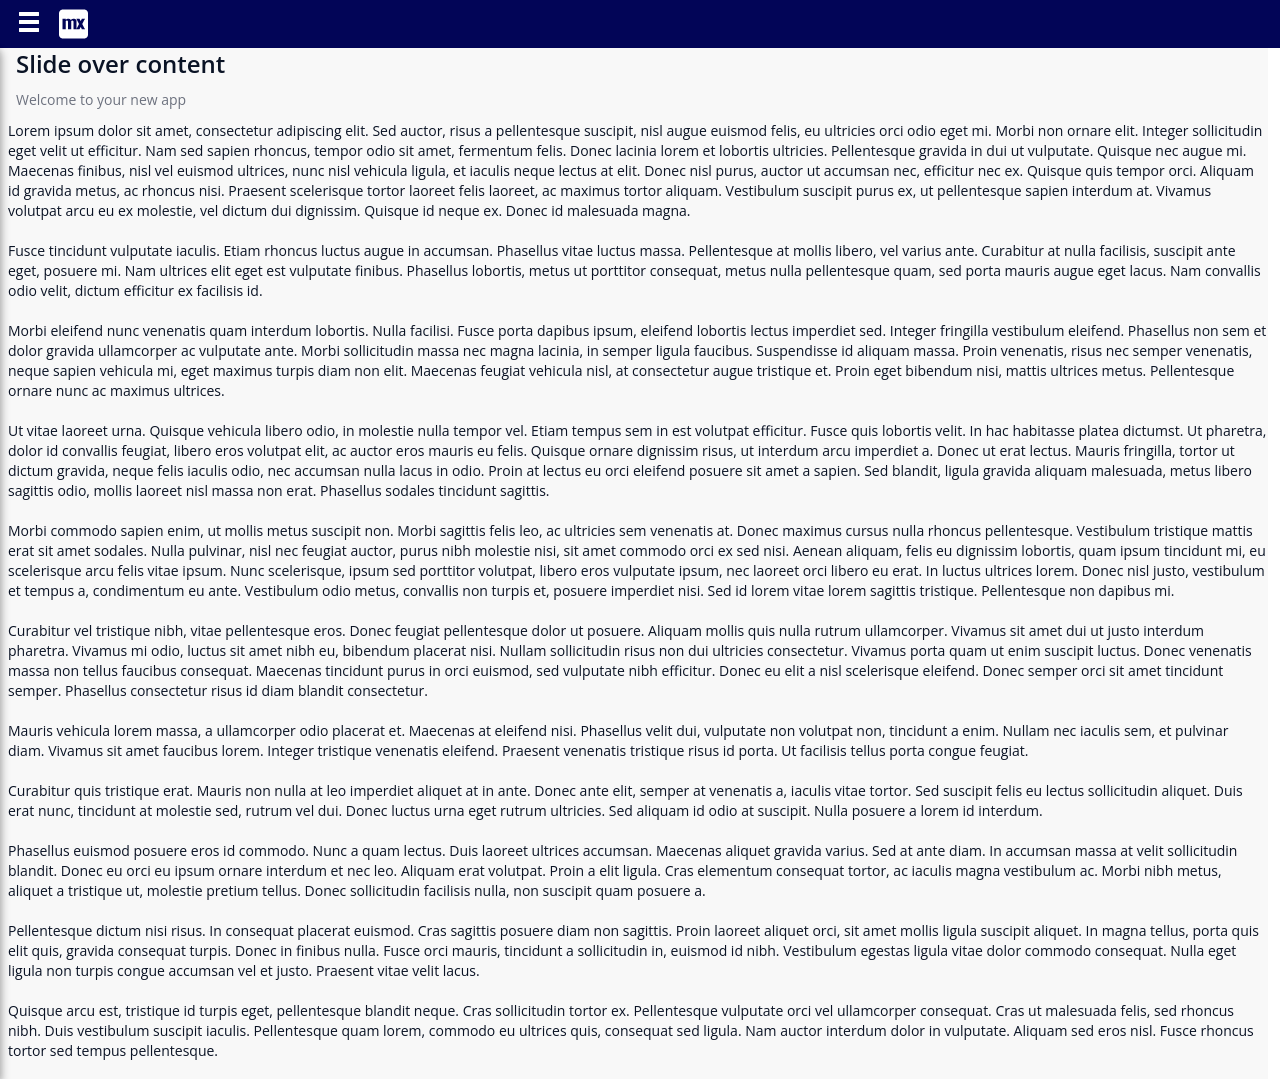 mx
Slide over content
Welcome to your new app
Lorem ipsum dolor sit amet, consectetur adipiscing elit. Sed auctor, risus a pellentesque suscipit, nisl augue euismod felis, eu ultricies orci odio eget mi. Morbi non ornare elit. Integer sollicitudin
eget velit ut efficitur. Nam sed sapien rhoncus, tempor odio sit amet, fermentum felis. Donec lacinia lorem et lobortis ultricies. Pellentesque gravida in dui ut vulputate. Quisque nec augue mi.
Maecenas finibus, nisl vel euismod ultrices, nunc nisl vehicula ligula, et iaculis neque lectus at elit. Donec nisl purus, auctor ut accumsan nec, efficitur nec ex. Quisque quis tempor orci. Aliquam
id gravida metus, ac rhoncus nisi. Praesent scelerisque tortor laoreet felis laoreet, ac maximus tortor aliquam. Vestibulum suscipit purus ex, ut pellentesque sapien interdum at. Vivamus
volutpat arcu eu ex molestie, vel dictum dui dignissim. Quisque id neque ex. Donec id malesuada magna.
Fusce tincidunt vulputate iaculis. Etiam rhoncus luctus augue in accumsan. Phasellus vitae luctus massa. Pellentesque at mollis libero, vel varius ante. Curabitur at nulla facilisis, suscipit ante
eget, posuere mi. Nam ultrices elit eget est vulputate finibus. Phasellus lobortis, metus ut porttitor consequat, metus nulla pellentesque quam, sed porta mauris augue eget lacus. Nam convallis
odio velit, dictum efficitur ex facilisis id.
Morbi eleifend nunc venenatis quam interdum lobortis. Nulla facilisi. Fusce porta dapibus ipsum, eleifend lobortis lectus imperdiet sed. Integer fringilla vestibulum eleifend. Phasellus non sem et
dolor gravida ullamcorper ac vulputate ante. Morbi sollicitudin massa nec magna lacinia, in semper ligula faucibus. Suspendisse id aliquam massa. Proin venenatis, risus nec semper venenatis,
neque sapien vehicula mi, eget maximus turpis diam non elit. Maecenas feugiat vehicula nisl, at consectetur augue tristique et. Proin eget bibendum nisi, mattis ultrices metus. Pellentesque
ornare nunc ac maximus ultrices.
Ut vitae laoreet urna. Quisque vehicula libero odio, in molestie nulla tempor vel. Etiam tempus sem in est volutpat efficitur. Fusce quis lobortis velit. In hac habitasse platea dictumst. Ut pharetra,
dolor id convallis feugiat, libero eros volutpat elit, ac auctor eros mauris eu felis. Quisque ornare dignissim risus, ut interdum arcu imperdiet a. Donec ut erat lectus. Mauris fringilla, tortor ut
dictum gravida, neque felis iaculis odio, nec accumsan nulla lacus in odio. Proin at lectus eu orci eleifend posuere sit amet a sapien. Sed blandit, ligula gravida aliquam malesuada, metus libero
sagittis odio, mollis laoreet nisl massa non erat. Phasellus sodales tincidunt sagittis.
Morbi commodo sapien enim, ut mollis metus suscipit non. Morbi sagittis felis leo, ac ultricies sem venenatis at. Donec maximus cursus nulla rhoncus pellentesque. Vestibulum tristique mattis
erat sit amet sodales. Nulla pulvinar, nisl nec feugiat auctor, purus nibh molestie nisi, sit amet commodo orci ex sed nisi. Aenean aliquam, felis eu dignissim lobortis, quam ipsum tincidunt mi, eu
scelerisque arcu felis vitae ipsum. Nunc scelerisque, ipsum sed porttitor volutpat, libero eros vulputate ipsum, nec laoreet orci libero eu erat. In luctus ultrices lorem. Donec nisl justo, vestibulum
et tempus a, condimentum eu ante. Vestibulum odio metus, convallis non turpis et, posuere imperdiet nisi. Sed id lorem vitae lorem sagittis tristique. Pellentesque non dapibus mi.
Curabitur vel tristique nibh, vitae pellentesque eros. Donec feugiat pellentesque dolor ut posuere. Aliquam mollis quis nulla rutrum ullamcorper. Vivamus sit amet dui ut justo interdum
pharetra. Vivamus mi odio, luctus sit amet nibh eu, bibendum placerat nisi. Nullam sollicitudin risus non dui ultricies consectetur. Vivamus porta quam ut enim suscipit luctus. Donec venenatis
massa non tellus faucibus consequat. Maecenas tincidunt purus in orci euismod, sed vulputate nibh efficitur. Donec eu elit a nisl scelerisque eleifend. Donec semper orci sit amet tincidunt
semper. Phasellus consectetur risus id diam blandit consectetur.
Mauris vehicula lorem massa, a ullamcorper odio placerat et. Maecenas at eleifend nisi. Phasellus velit dui, vulputate non volutpat non, tincidunt a enim. Nullam nec iaculis sem, et pulvinar
diam. Vivamus sit amet faucibus lorem. Integer tristique venenatis eleifend. Praesent venenatis tristique risus id porta. Ut facilisis tellus porta congue feugiat.
Curabitur quis tristique erat. Mauris non nulla at leo imperdiet aliquet at in ante. Donec ante elit, semper at venenatis a, iaculis vitae tortor. Sed suscipit felis eu lectus sollicitudin aliquet. Duis
erat nunc, tincidunt at molestie sed, rutrum vel dui. Donec luctus urna eget rutrum ultricies. Sed aliquam id odio at suscipit. Nulla posuere a lorem id interdum.
Phasellus euismod posuere eros id commodo. Nunc a quam lectus. Duis laoreet ultrices accumsan. Maecenas aliquet gravida varius. Sed at ante diam. In accumsan massa at velit sollicitudin
blandit. Donec eu orci eu ipsum ornare interdum et nec leo. Aliquam erat volutpat. Proin a elit ligula. Cras elementum consequat tortor, ac iaculis magna vestibulum ac. Morbi nibh metus,
aliquet a tristique ut, molestie pretium tellus. Donec sollicitudin facilisis nulla, non suscipit quam posuere a.
Pellentesque dictum nisi risus. In consequat placerat euismod. Cras sagittis posuere diam non sagittis. Proin laoreet aliquet orci, sit amet mollis ligula suscipit aliquet. In magna tellus, porta quis
elit quis, gravida consequat turpis. Donec in finibus nulla. Fusce orci mauris, tincidunt a sollicitudin in, euismod id nibh. Vestibulum egestas ligula vitae dolor commodo consequat. Nulla eget
ligula non turpis congue accumsan vel et justo. Praesent vitae velit lacus.
Quisque arcu est, tristique id turpis eget, pellentesque blandit neque. Cras sollicitudin tortor ex. Pellentesque vulputate orci vel ullamcorper consequat. Cras ut malesuada felis, sed rhoncus
nibh. Duis vestibulum suscipit iaculis. Pellentesque quam lorem, commodo eu ultrices quis, consequat sed ligula. Nam auctor interdum dolor in vulputate. Aliquam sed eros nisl. Fusce rhoncus
tortor sed tempus pellentesque.